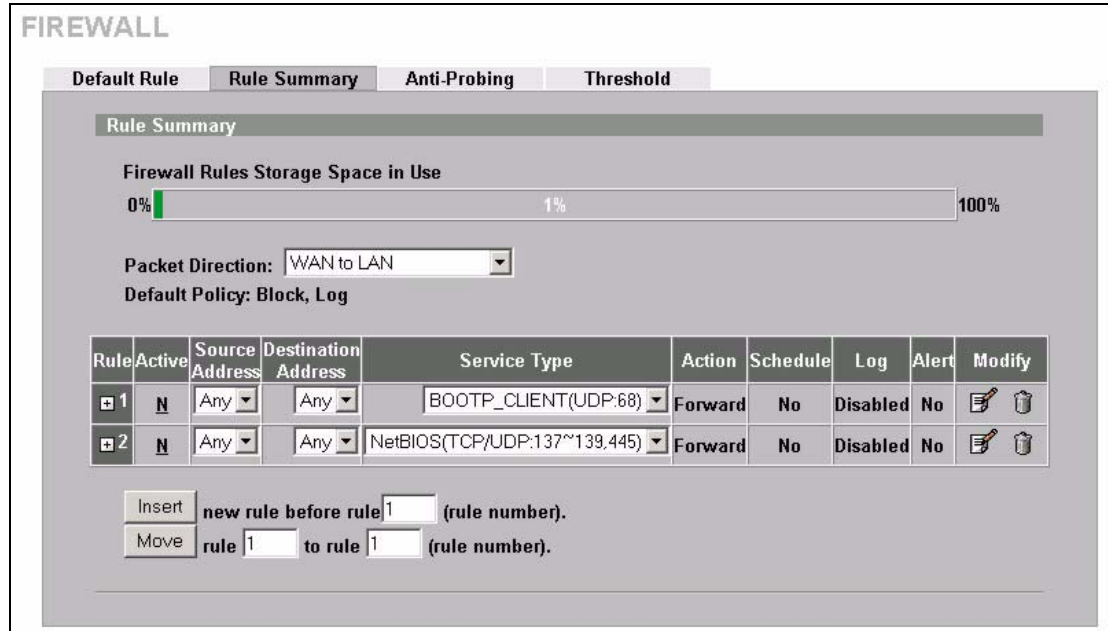 FIREWALL
Default Rule Rule Summary Anti-Probing Threshold
Rule Summary
Firewall Rules Storage Space in Use
0% 1% 100%
Packet Direction: WAN to LAN
Default Policy: Block, Log
Rule Active Source Address Destination Address Service Type Action Schedule Log Alert Modify
1 N Any Any BOOTP_CLIENT(UDP:68) Forward No Disabled No
2 N Any Any NetBIOS(TCP/UDP:137~139,445) Forward No Disabled No
Insert new rule before rule 1 (rule number).
Move rule 1 to rule 1 (rule number).